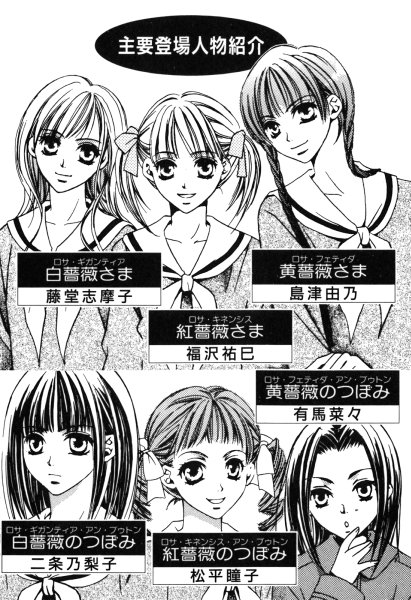 主要登場人物紹介
ロサ・ギガンティア
白薔薇さま
藤堂志摩子
ロサ・キネンシス
紅薔薇さま
福沢祐巳
ロサ・フェティダ
黄薔薇さま
島津由乃
ロサ・ギガンティア・アン・ブゥトン
白薔薇のつぼみ
二条乃梨子
ロサ・キネンシス・アン・ブゥトン
紅薔薇のつぼみ
松平瞳子
ロサ・フェティダ・アン・ブゥトン
黄薔薇のつぼみ
有馬菜々